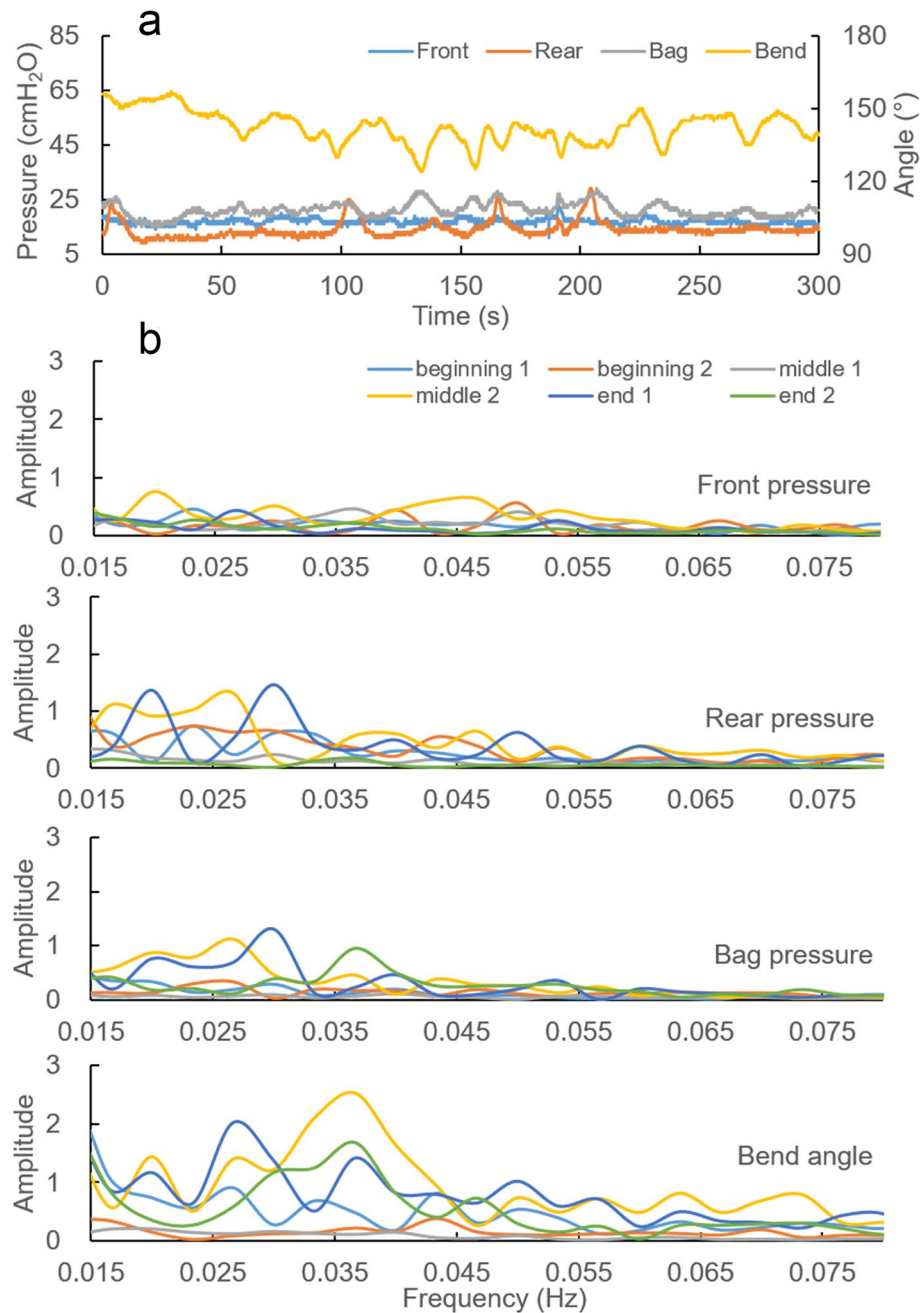 a
Front Rear Bag Bend
Pressure (cmH₂O)
85
65
45
25
5
180
150
120
90
Angle (°)
0 50 100 150 200 250 300
Time (s)
b
beginning 1 beginning 2 middle 1
middle 2 end 1 end 2
Amplitude
3
2
1
0
Front pressure
0.015 0.025 0.035 0.045 0.055 0.065 0.075
Amplitude
3
2
1
0
Rear pressure
0.015 0.025 0.035 0.045 0.055 0.065 0.075
Amplitude
3
2
1
0
Bag pressure
0.015 0.025 0.035 0.045 0.055 0.065 0.075
Amplitude
3
2
1
0
Bend angle
0.015 0.025 0.035 0.045 0.055 0.065 0.075
Frequency (Hz)